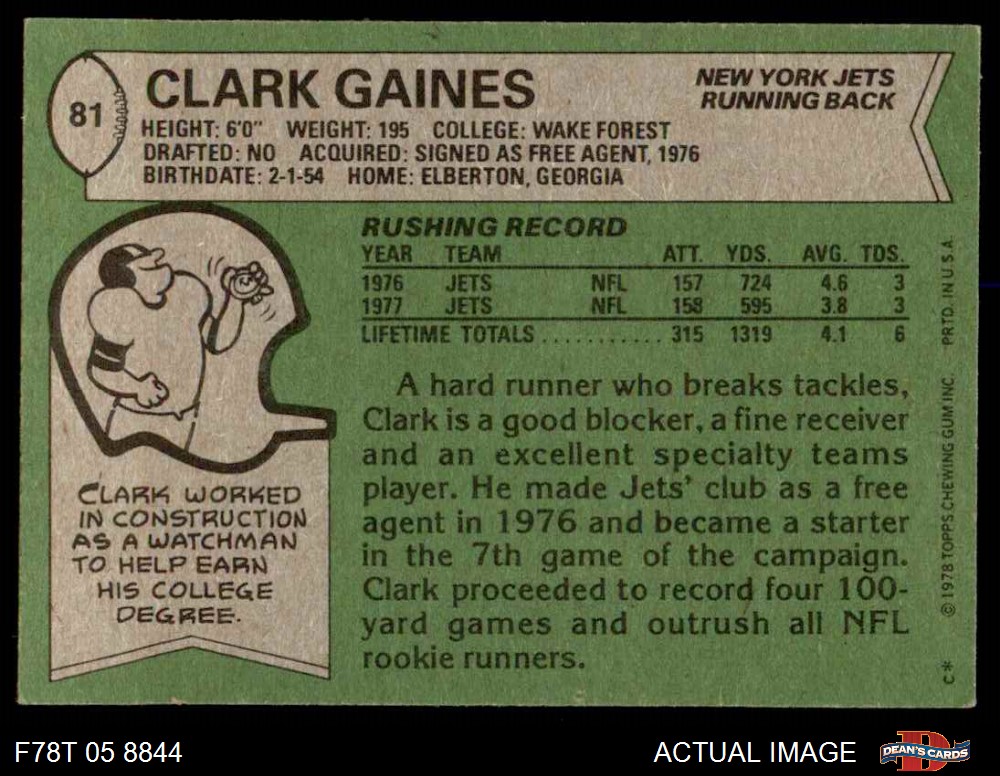 81
CLARK GAINES
NEW YORK JETS
RUNNING BACK
HEIGHT: 6'0" WEIGHT: 195 COLLEGE: WAKE FOREST
DRAFTED: NO ACQUIRED: SIGNED AS FREE AGENT, 1976
BIRTHDATE: 2-1-54 HOME: ELBERTON, GEORGIA
RUSHING RECORD
YEAR TEAM ATT. YDS. AVG. TDS.
1976 JETS NFL 157 724 4.6 3
1977 JETS NFL 158 595 3.8 3
LIFETIME TOTALS ........... 315 1319 4.1 6
A hard runner who breaks tackles,
Clark is a good blocker, a fine receiver
and an excellent specialty teams
player. He made Jets' club as a free
agent in 1976 and became a starter
in the 7th game of the campaign.
Clark proceeded to record four 100-
yard games and outrush all NFL
rookie runners.
CLARK WORKED
IN CONSTRUCTION
AS A WATCHMAN
TO HELP EARN
HIS COLLEGE
DEGREE.
C* © 1978 TOPPS CHEWING GUM INC. PRTD. IN U.S.A.
F78T 05 8844
ACTUAL IMAGE
D
DEAN'S CARDS